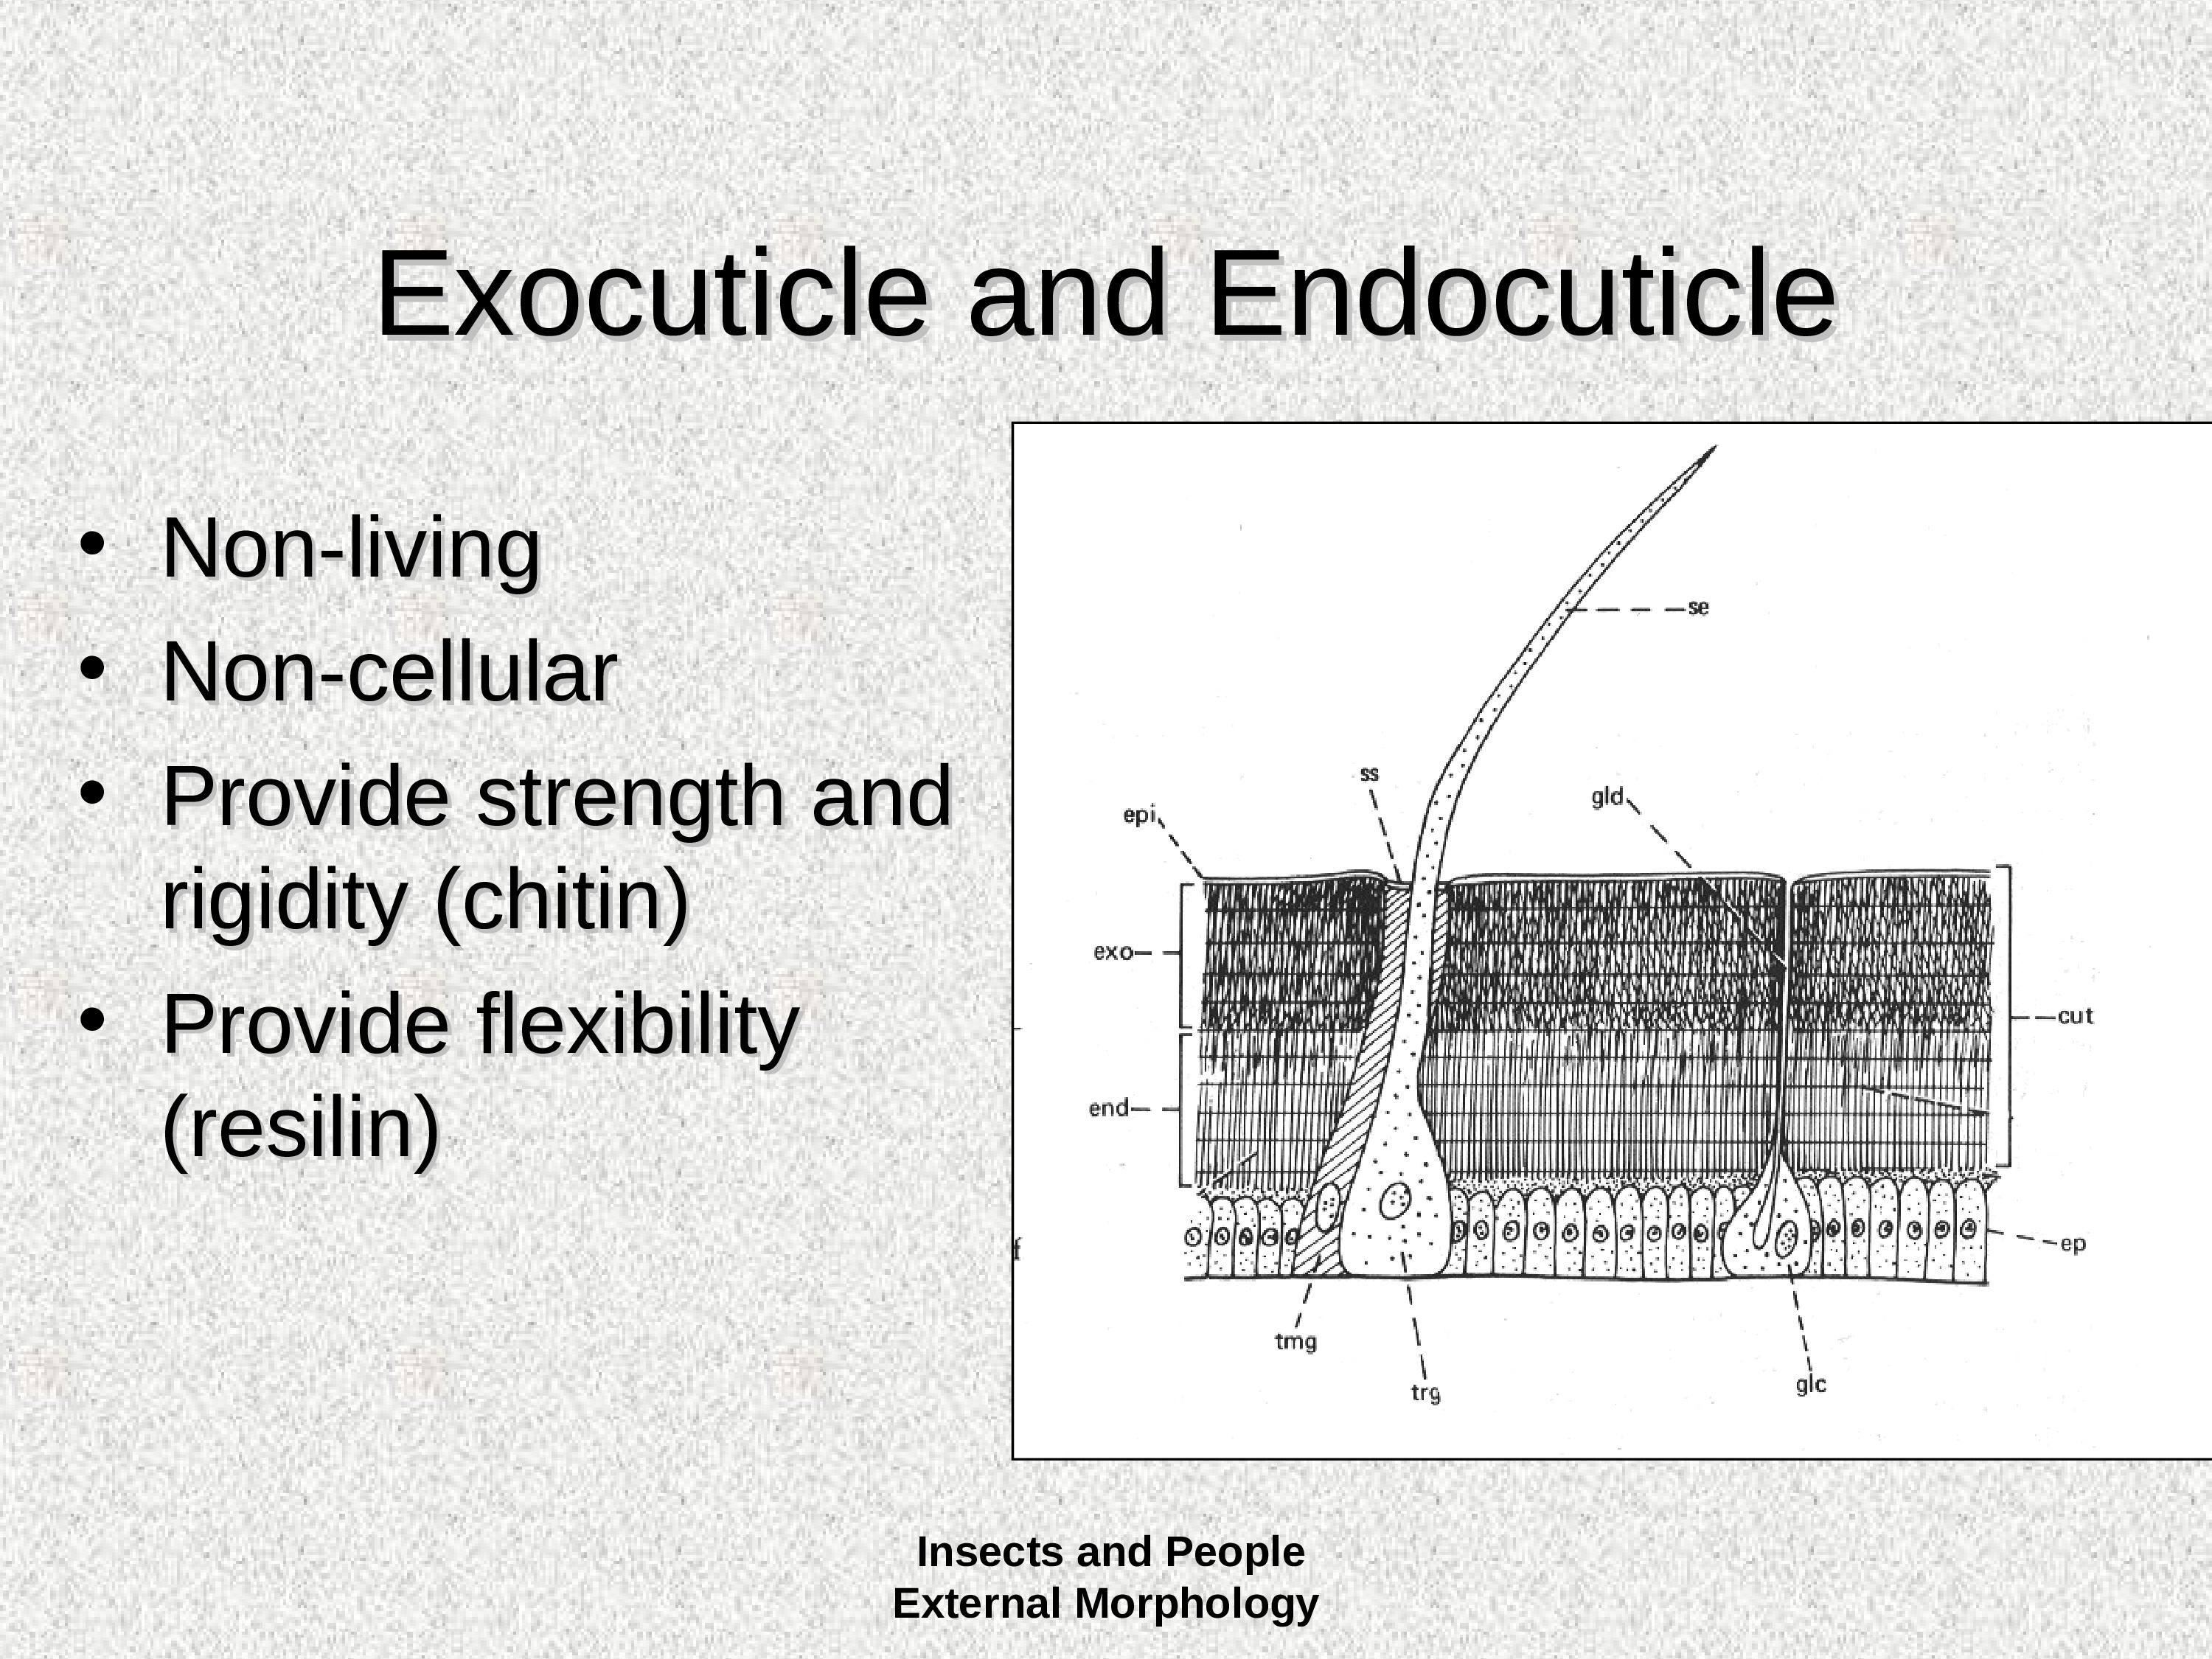 Exocuticle and Endocuticle
• Non-living
• Non-cellular
• Provide strength and
rigidity (chitin)
• Provide flexibility
(resilin)
se
ss
gld
epi
exo
cut
end
ep
f
tmg
glc
trg
Insects and People
External Morphology